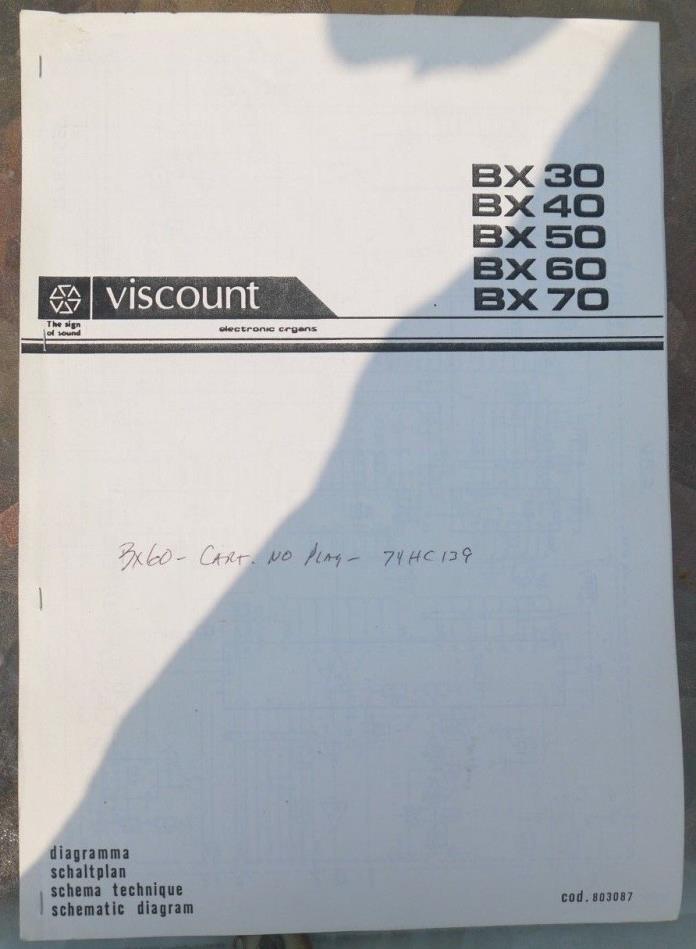 BX 30
BX 40
BX 50
BX 60
BX 70
viscount
The sign
of sound
electronic organs
BX60 - CART. NO PLAY - 74HC139
diagramma
schaltplan
schema technique
schematic diagram
cod. 803087